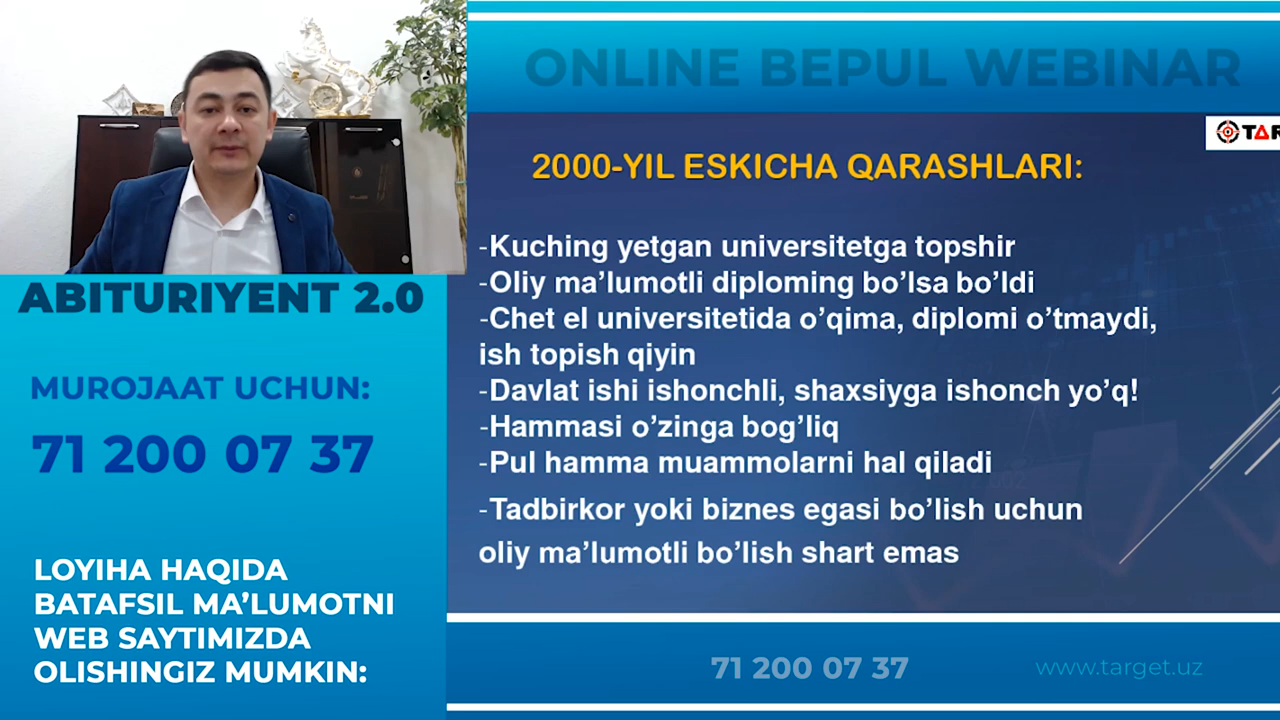 ONLINE BEPUL WEBINAR
2000-YIL ESKICHA QARASHLARI:
-Kuching yetgan universitetga topshir
-Oliy ma’lumotli diploming bo’lsa bo’ldi
-Chet el universitetida o’qima, diplomi o’tmaydi,
ish topish qiyin
-Davlat ishi ishonchli, shaxsiyga ishonch yo’q!
-Hammasi o’zinga bog’liq
-Pul hamma muammolarni hal qiladi
-Tadbirkor yoki biznes egasi bo’lish uchun
oliy ma’lumotli bo’lish shart emas
ABITURIYENT 2.0
MUROJAAT UCHUN:
71 200 07 37
LOYIHA HAQIDA
BATAFSIL MA’LUMOTNI
WEB SAYTIMIZDA
OLISHINGIZ MUMKIN:
71 200 07 37
www.target.uz